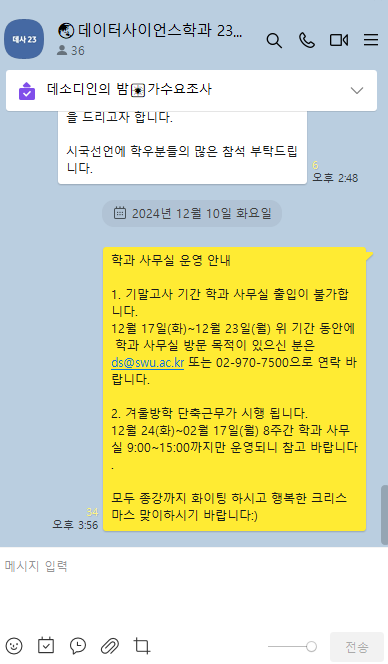 데사 23
데이터사이언스학과 23...
36
데소디인의 밤 가수요조사
을 드리고자 합니다.
시국선언에 학우분들의 많은 참석 부탁드립
니다.
6
오후 2:48
2024년 12월 10일 화요일
학과 사무실 운영 안내
1. 기말고사 기간 학과 사무실 출입이 불가합
니다.
12월 17일(화)~12월 23일(월) 위 기간 동안에
학과 사무실 방문 목적이 있으신 분은
ds@swu.ac.kr 또는 02-970-7500으로 연락 바
랍니다.
2. 겨울방학 단축근무가 시행 됩니다.
12월 24(화)~02월 17일(월) 8주간 학과 사무
실 9:00~15:00까지만 운영되니 참고 바랍니다
.
모두 종강까지 화이팅 하시고 행복한 크리스
마스 맞이하시기 바랍니다:)
34
오후 3:56
메시지 입력
전송